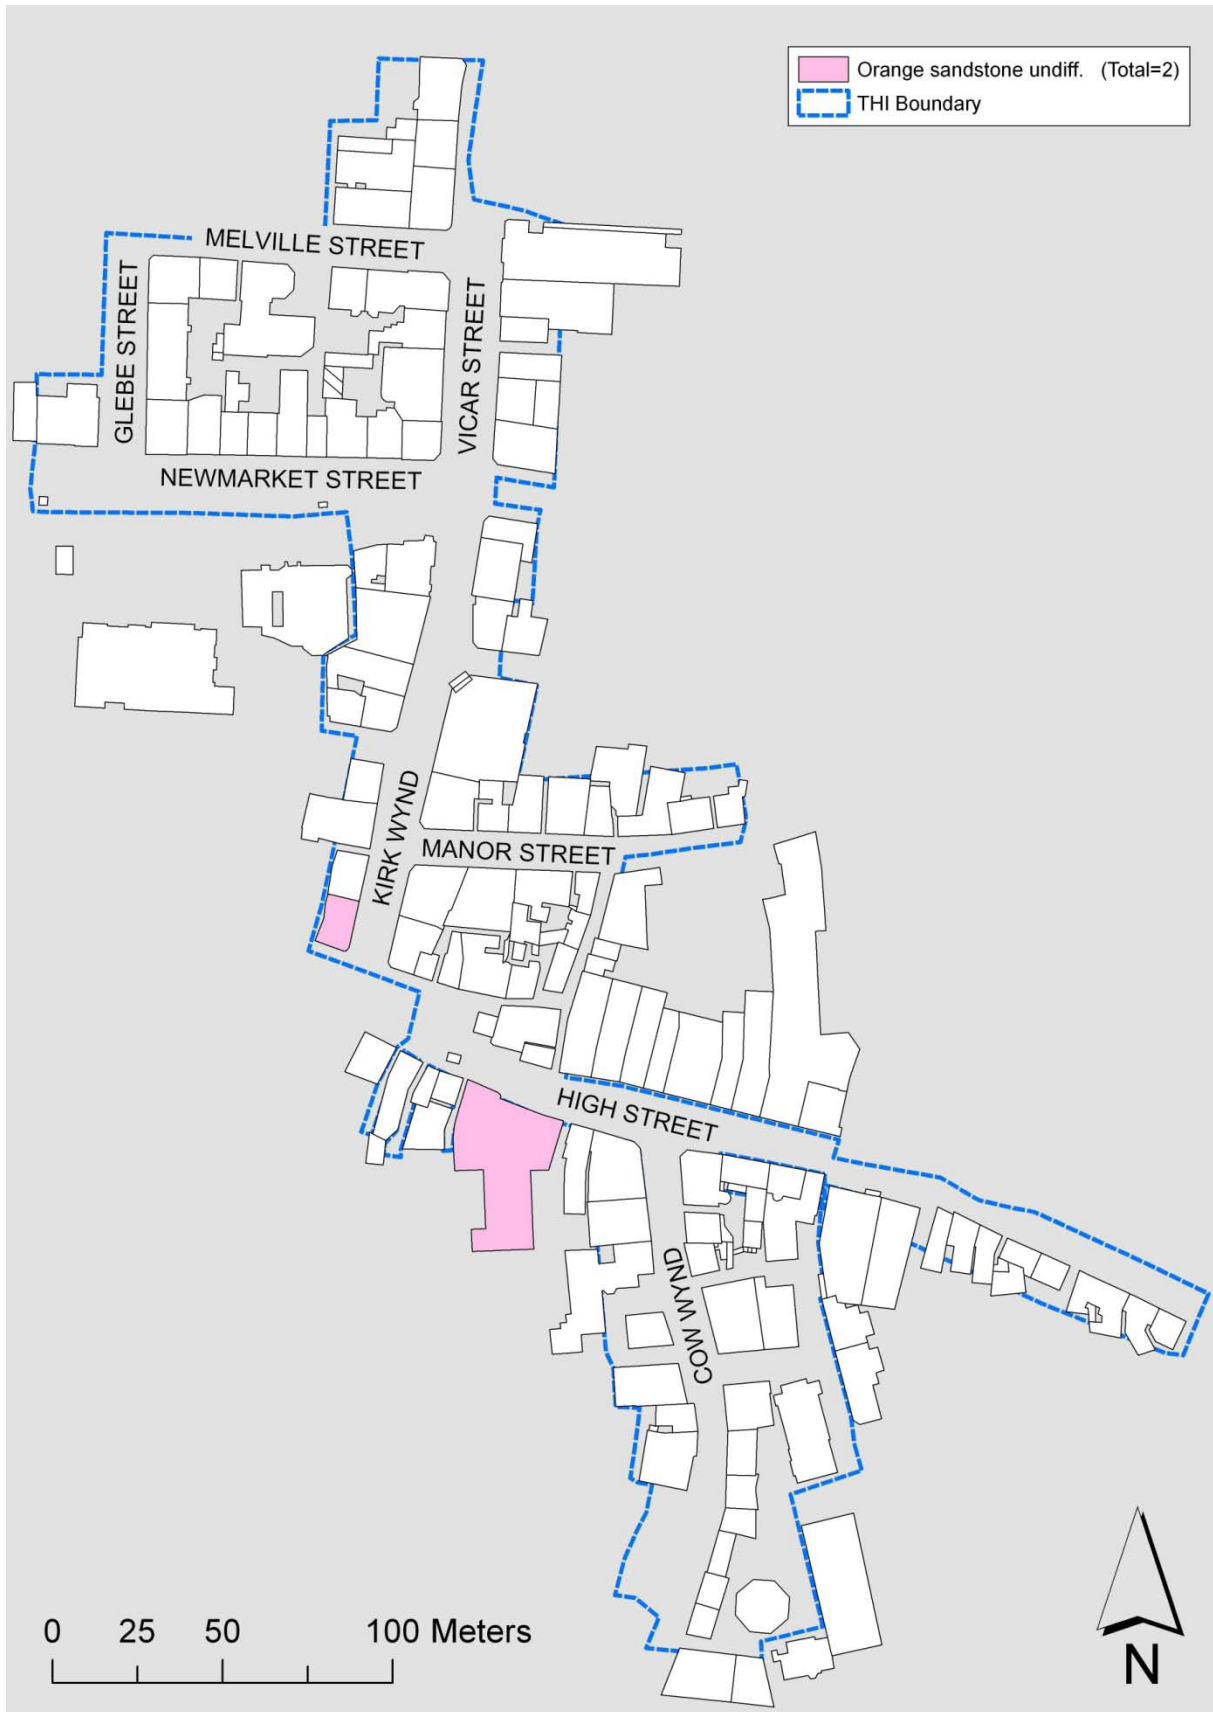 Orange sandstone undiff. (Total=2)
THI Boundary
MELVILLE STREET
GLEBE STREET
VICAR STREET
NEWMARKET STREET
KIRK WYND
MANOR STREET
HIGH STREET
COW WYND
0 25 50 100 Meters
N